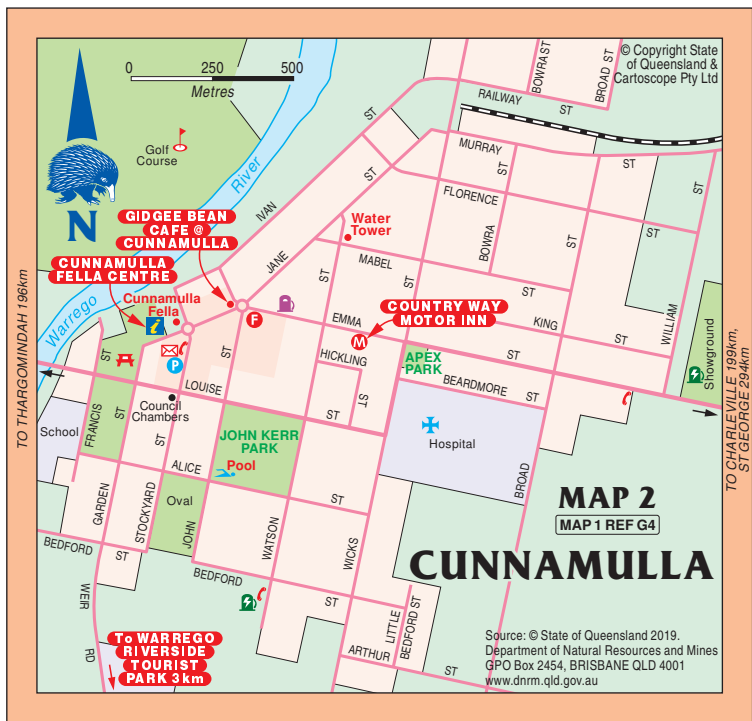 © Copyright State
of Queensland &
Cartoscope Pty Ltd
0 250 500
Metres
BOWRA ST
BROAD ST
RAILWAY ST
Golf
Course
N
Warrego River
GIDGEE BEAN
CAFE @
CUNNAMULLA
CUNNAMULLA
FELLA CENTRE
Cunnamulla
Fella
i
IVAN ST
JANE ST
MURRAY ST
FLORENCE ST
BOWRA ST
Water
Tower
MABEL ST
ST
ST
EMMA
KING ST
WILLIAM ST
F
M
COUNTRY WAY
MOTOR INN
HICKLING ST
APEX
PARK
BEARDMORE ST
Showground
TO THARGOMINDAH 196km
TO CHARLEVILLE 199km,
ST GEORGE 294km
P
LOUISE ST
Council
Chambers
School
FRANCIS ST
JOHN KERR
PARK
Pool
Hospital
ALICE ST
Oval
GARDEN ST
STOCKYARD ST
JOHN ST
WATSON
WICKS
BROAD
BEDFORD ST
BEDFORD ST
WEIR RD
LITTLE BEDFORD ST
ARTHUR ST
To WARREGO
RIVERSIDE
TOURIST
PARK 3km
MAP 2
MAP 1 REF G4
CUNNAMULLA
Source: © State of Queensland 2019.
Department of Natural Resources and Mines
GPO Box 2454, BRISBANE QLD 4001
www.dnrm.qld.gov.au